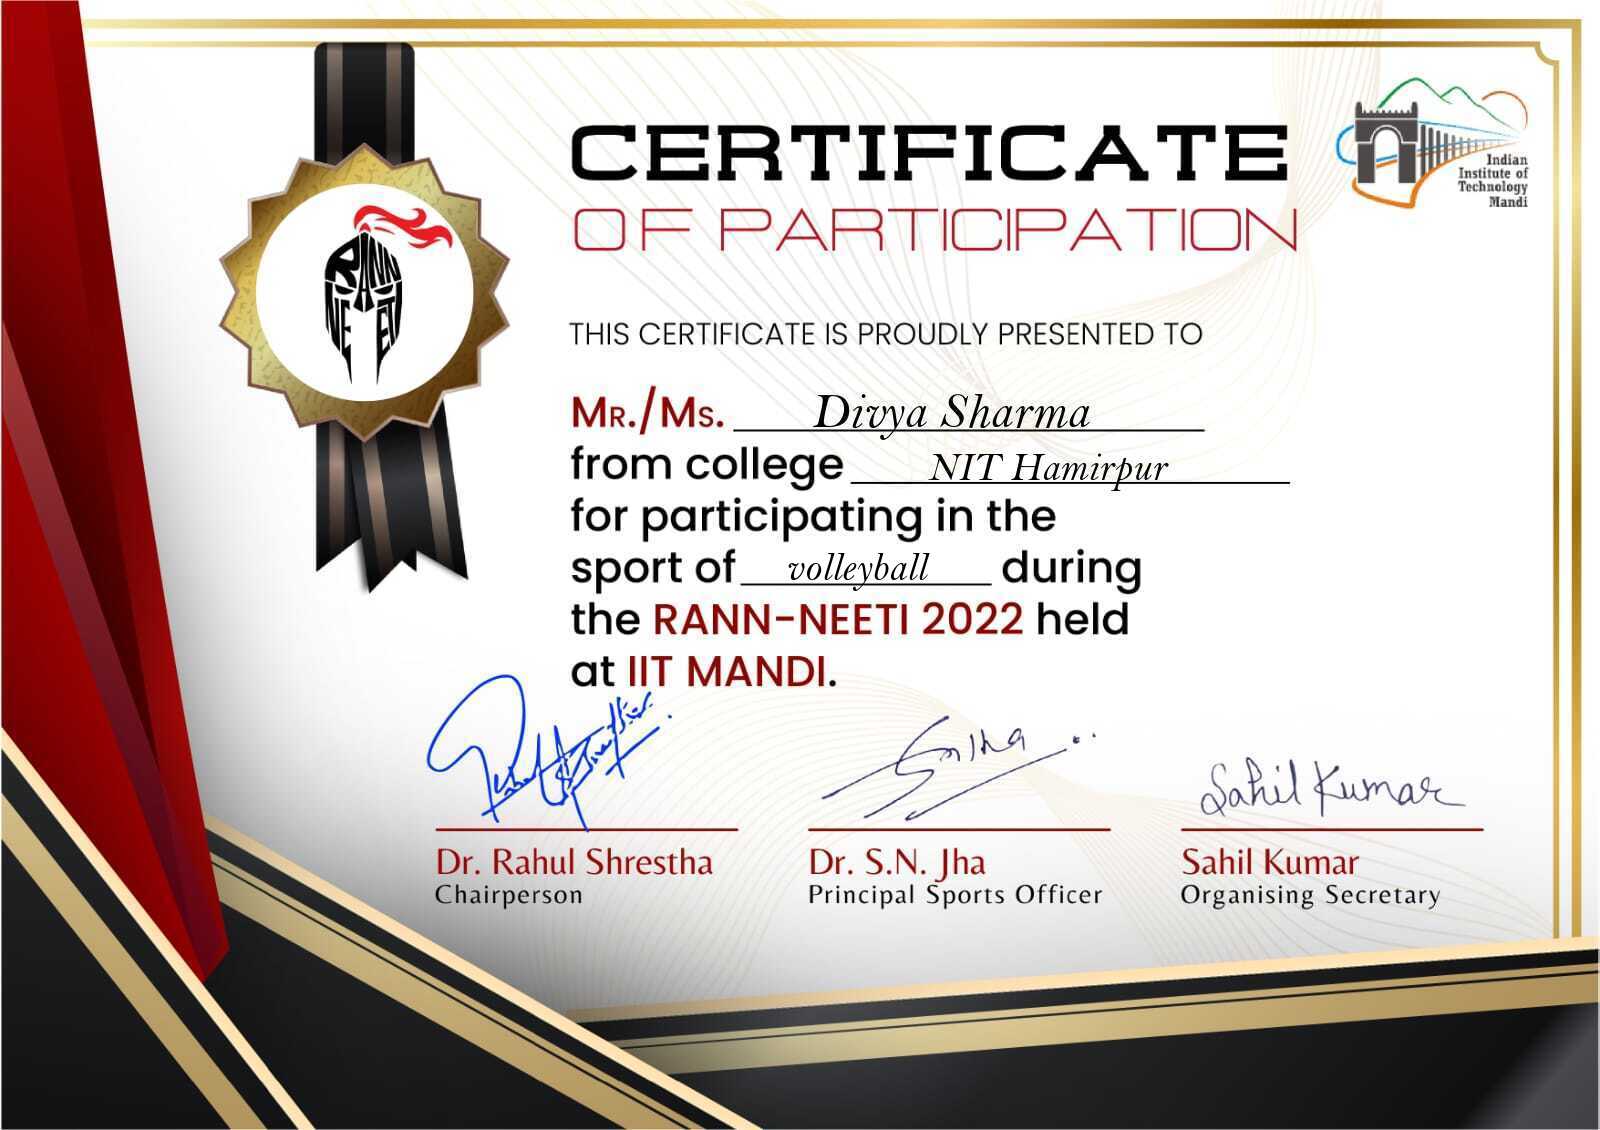 CERTIFICATE
OF PARTICIPATION
Indian
Institute of
Technology
Mandi
RANN
NEETI
THIS CERTIFICATE IS PROUDLY PRESENTED TO
Mr./Ms. Divya Sharma
from college NIT Hamirpur
for participating in the
sport of volleyball during
the RANN-NEETI 2022 held
at IIT MANDI.
Sahil Kumar
Dr. Rahul Shrestha
Chairperson
Dr. S.N. Jha
Principal Sports Officer
Sahil Kumar
Organising Secretary